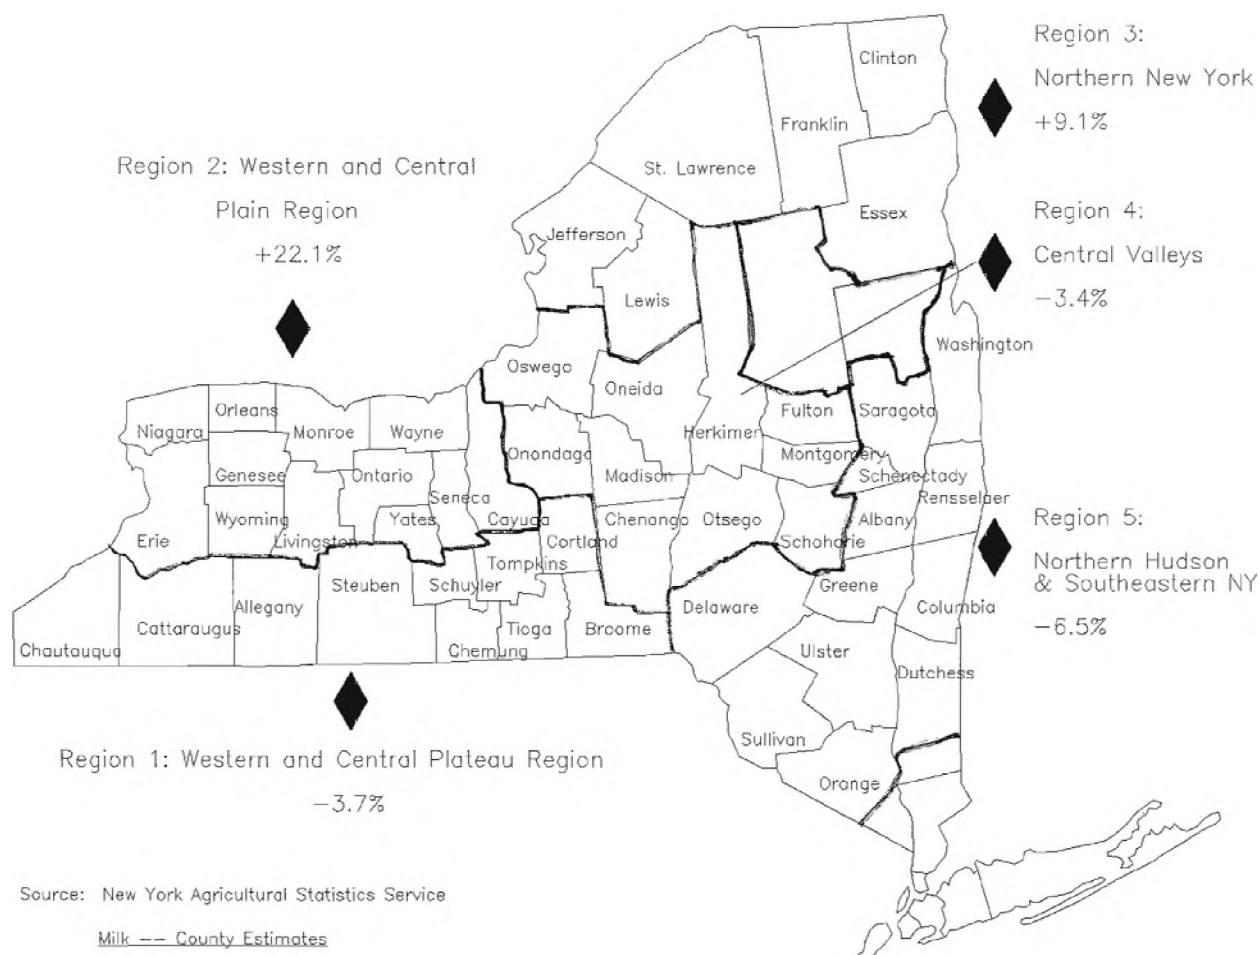 Region 3:
Northern New York
+9.1%
Region 2: Western and Central
Plain Region
+22.1%
Region 4:
Central Valleys
−3.4%
Clinton
Franklin
St. Lawrence
Essex
Jefferson
Lewis
Washington
Oswego
Oneida
Orleans
Niagara
Monroe
Wayne
Fulton
Saratoga
Herkimer
Onondaga
Montgomery
Genesee
Ontario
Madison
Schenectady
Seneca
Rensselaer
Wyoming
Yates
Cayuga
Chenango
Otsego
Albany
Erie
Livingston
Cortland
Schoharie
Region 5:
Northern Hudson
& Southeastern NY
−6.5%
Tompkins
Steuben
Schuyler
Greene
Allegany
Delaware
Columbia
Cattaraugus
Tioga
Broome
Chautauqua
Chemung
Ulster
Dutchess
Sullivan
Orange
Region 1: Western and Central Plateau Region
−3.7%
Source: New York Agricultural Statistics Service
Milk −− County Estimates